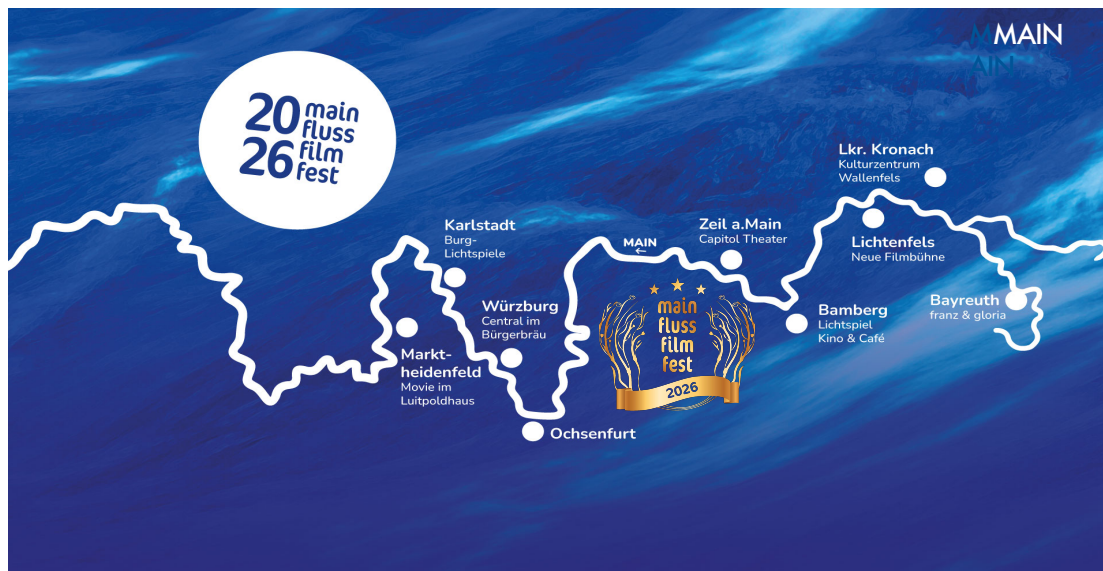 MMAIN
AIN
20 main
fluss
26 film
fest
Lkr. Kronach
Kulturzentrum
Wallenfels
Karlstadt
Burg-
Lichtspiele
Zeil a.Main
Capitol Theater
MAIN
←
Lichtenfels
Neue Filmbühne
Würzburg
Central im
Bürgerbräu
main
fluss
film
fest
2026
Bamberg
Lichtspiel
Kino & Café
Bayreuth
franz & gloria
Markt-
heidenfeld
Movie im
Luitpoldhaus
Ochsenfurt